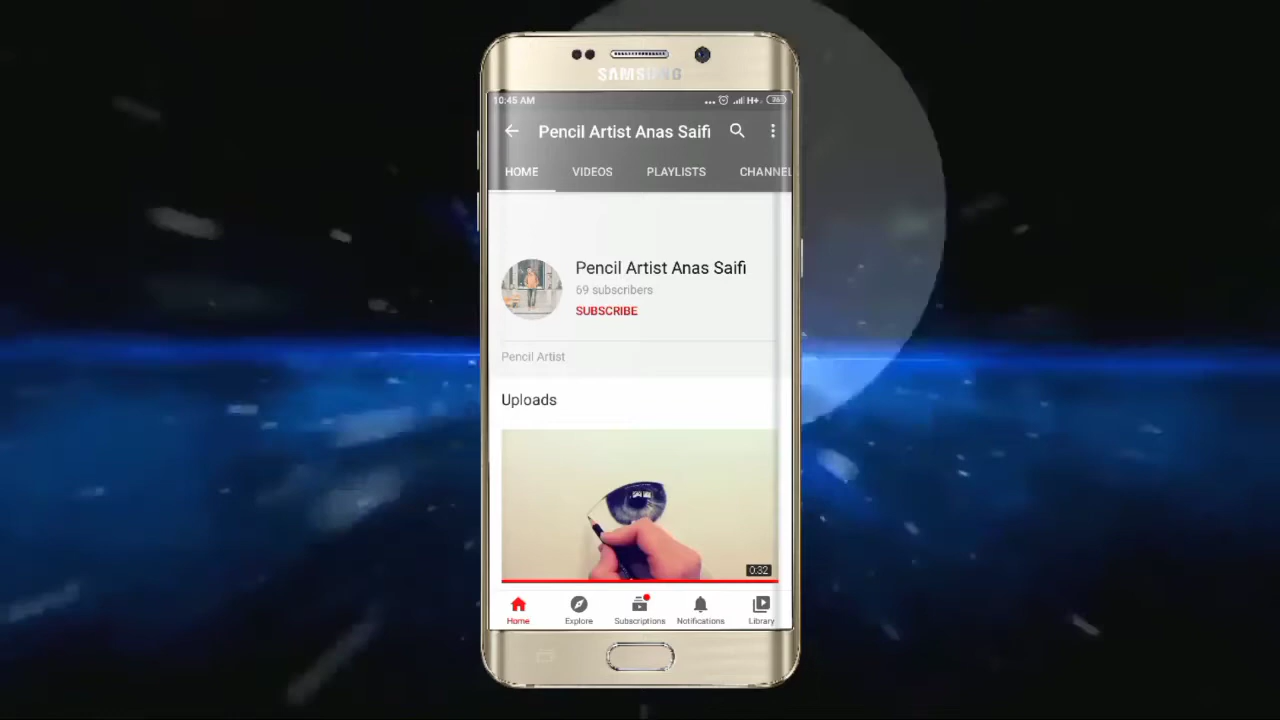 SAMSUNG
10:45 AM
H+
Pencil Artist Anas Saifi
HOME VIDEOS PLAYLISTS CHANNEL
Pencil Artist Anas Saifi
69 subscribers
SUBSCRIBE
Pencil Artist
Uploads
0:32
Home Explore Subscriptions Notifications Library